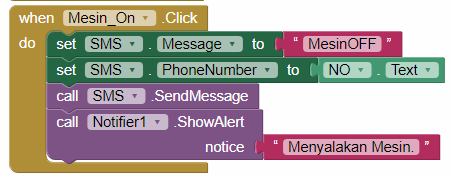 when Mesin_On .Click
do set SMS . Message to " MesinOFF "
set SMS . PhoneNumber to NO . Text
call SMS .SendMessage
call Notifier1 .ShowAlert
notice " Menyalakan Mesin. "